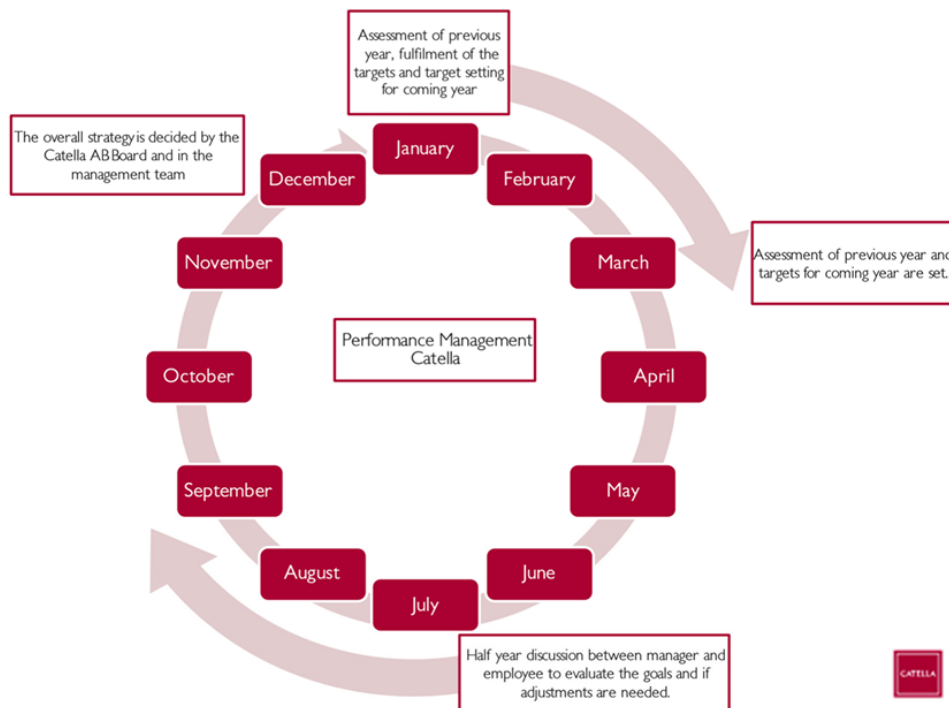 Assessment of previous
year, fulfilment of the
targets and target setting
for coming year
The overall strategy is decided by the
Catella AB Board and in the
management team
January
February
March
April
May
June
July
August
September
October
November
December
Assessment of previous year and
targets for coming year are set.
Performance Management
Catella
Half year discussion between manager and
employee to evaluate the goals and if
adjustments are needed.
CATELLA